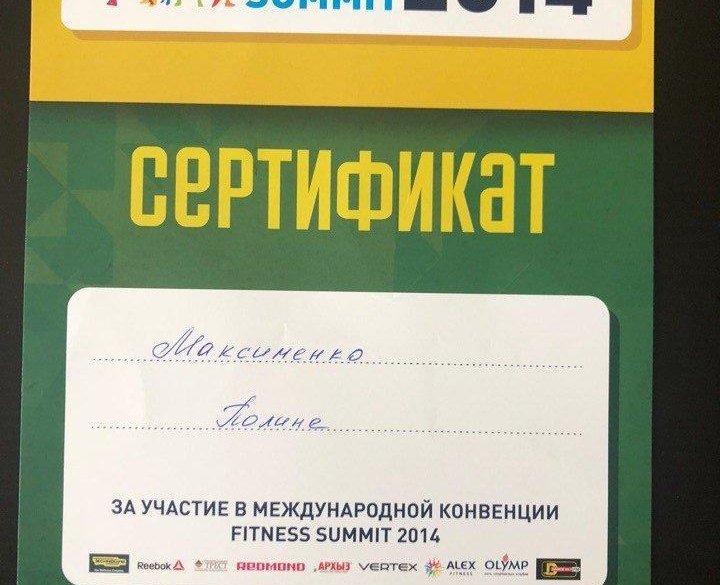 SUMMIT 2014
СЕРТИФИКАТ
Максименко
Полине
ЗА УЧАСТИЕ В МЕЖДУНАРОДНОЙ КОНВЕНЦИИ
FITNESS SUMMIT 2014
Reebok ТРАСТ REDMOND АРХЫЗ VERTEX ALEX FITNESS OLYMP